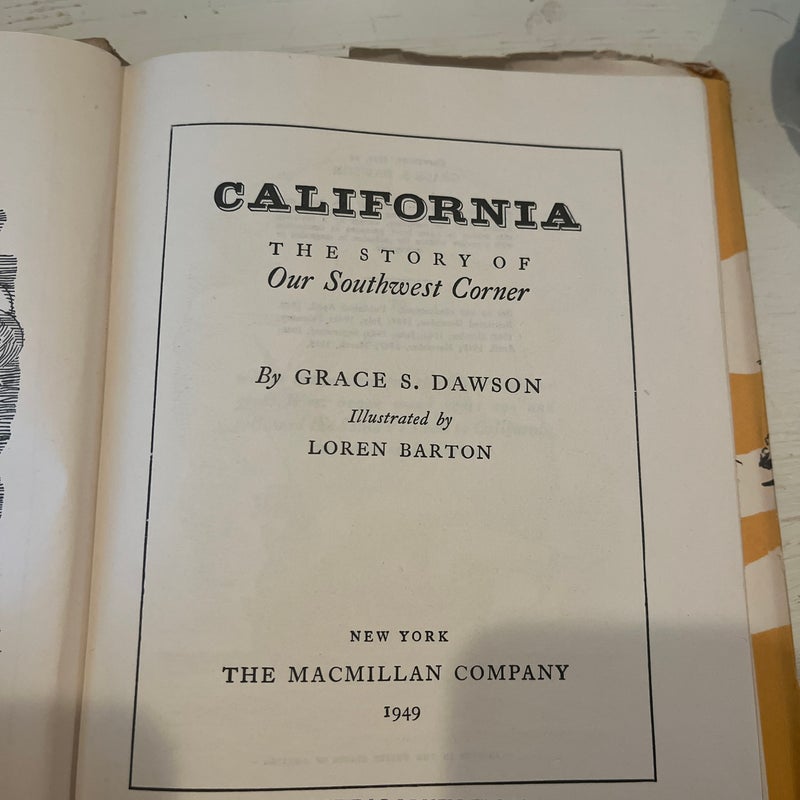 CALIFORNIA
THE STORY OF
Our Southwest Corner
By GRACE S. DAWSON
Illustrated by
LOREN BARTON
NEW YORK
THE MACMILLAN COMPANY
1949